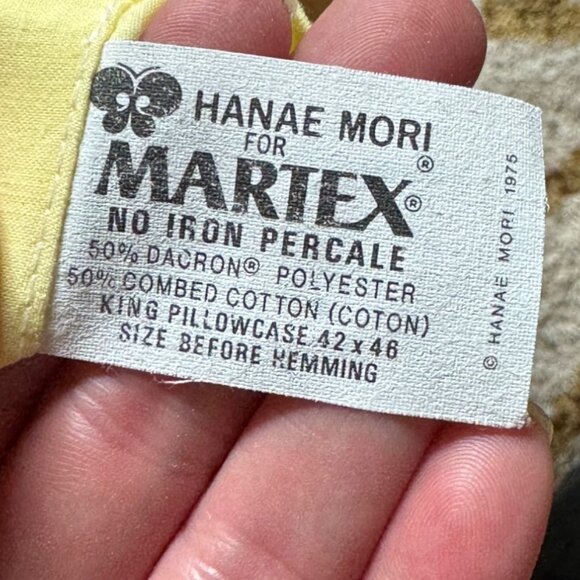 HANAE MORI®
FOR
MARTEX®
NO IRON PERCALE
50% DACRON® POLYESTER
50% COMBED COTTON (COTON)
KING PILLOWCASE 42 x 46
SIZE BEFORE HEMMING
© HANAE MORI 1975